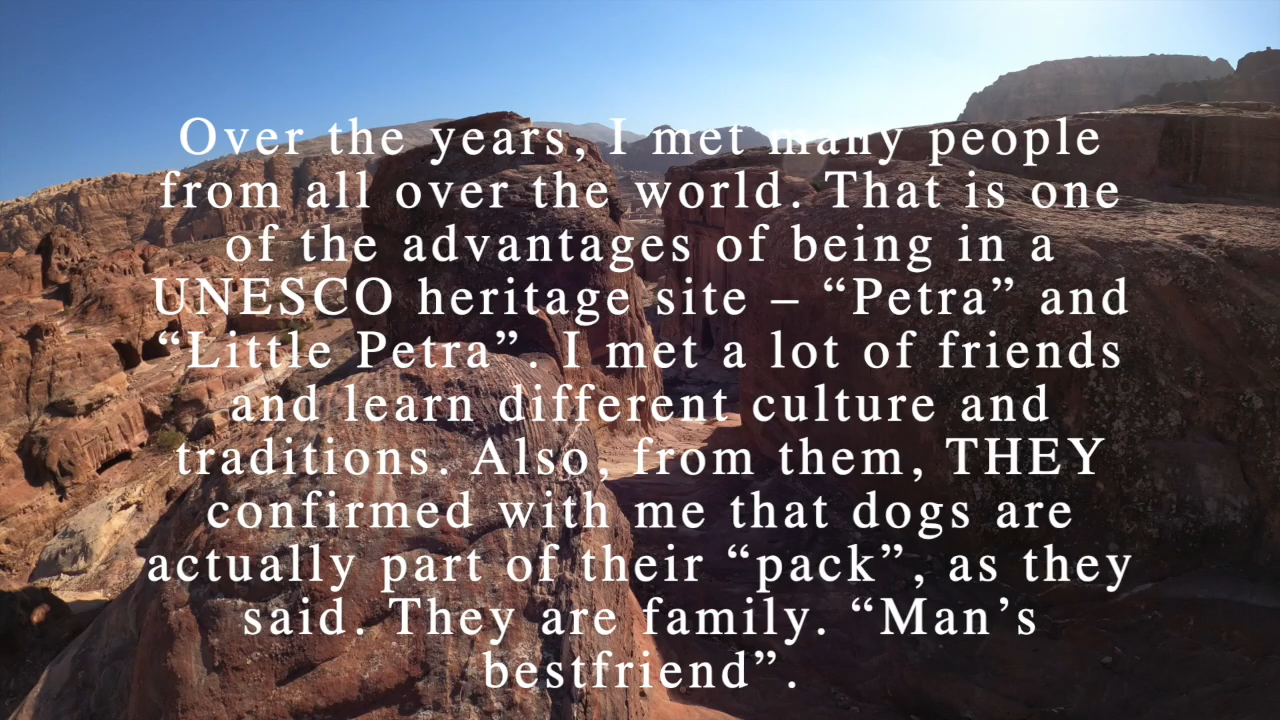 Over the years, I met many people
from all over the world. That is one
of the advantages of being in a
UNESCO heritage site – “Petra” and
“Little Petra”. I met a lot of friends
and learn different culture and
traditions. Also, from them, THEY
confirmed with me that dogs are
actually part of their “pack”, as they
said. They are family. “Man’s
bestfriend”.